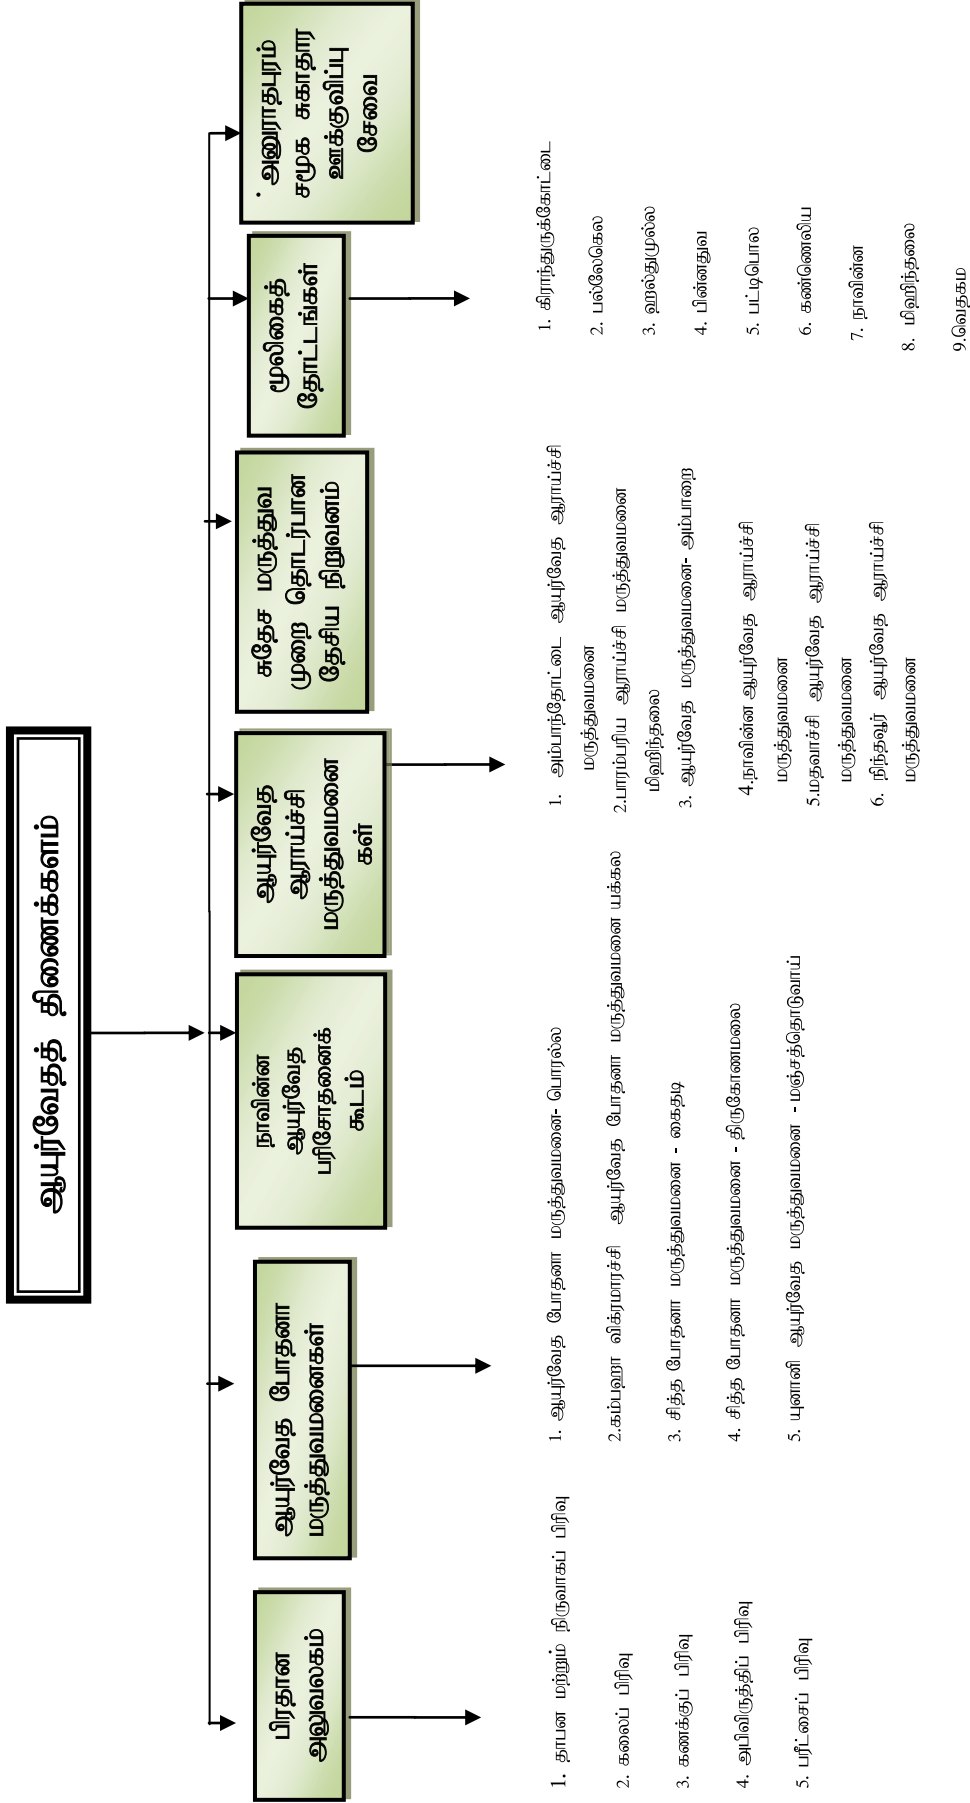 ஆயுர்வேதத் திணைக்களம்
பிரதான
அலுவலகம்
ஆயுர்வேத போதனா
மருத்துவமனைகள்
நாவின்ன
ஆயுர்வேத
பரிசோதனைக்
கூடம்
ஆயுர்வேத
ஆராய்ச்சி
மருத்துவமனை
கள்
சுதேச மருத்துவ
முறை தொடர்பான
தேசிய நிறுவனம்
மூலிகைத்
தோட்டங்கள்
அனுராதபுரம்
சமூக சுகாதார
ஊக்குவிப்பு
சேவை
1. தாபன மற்றும் நிருவாகப் பிரிவு
2. கலைப் பிரிவு
3. கணக்குப் பிரிவு
4. அபிவிருத்திப் பிரிவு
5. பரீட்சைப் பிரிவு
1. ஆயுர்வேத போதனா மருத்துவமனை- பொரல்ல
2.கம்பஹா விக்ரமாரச்சி ஆயுர்வேத போதனா மருத்துவமனை யக்கல
3. சித்த போதனா மருத்துவமனை - கைதடி
4. சித்த போதனா மருத்துவமனை - திருகோணமலை
5. யுனானி ஆயுர்வேத மருத்துவமனை - மஞ்சந்தொடுவாய்
1. அம்பாந்தோட்டை ஆயுர்வேத ஆராய்ச்சி
மருத்துவமனை
2.பாரம்பரிய ஆராய்ச்சி மருத்துவமனை
மிஹிந்தலை
3. ஆயுர்வேத மருத்துவமனை- அம்பாறை
4.நாவின்ன ஆயுர்வேத ஆராய்ச்சி
மருத்துவமனை
5.மதவாச்சி ஆயுர்வேத ஆராய்ச்சி
மருத்துவமனை
6. நிந்தவூர் ஆயுர்வேத ஆராய்ச்சி
மருத்துவமனை
1. கிராந்துருக்கோட்டை
2. பல்லேகெல
3. ஹல்துமுல்ல
4. பின்னதுவ
5. பட்டிபொல
6. கண்ணெலிய
7. நாவின்ன
8. மிஹிந்தலை
9.வெதகம